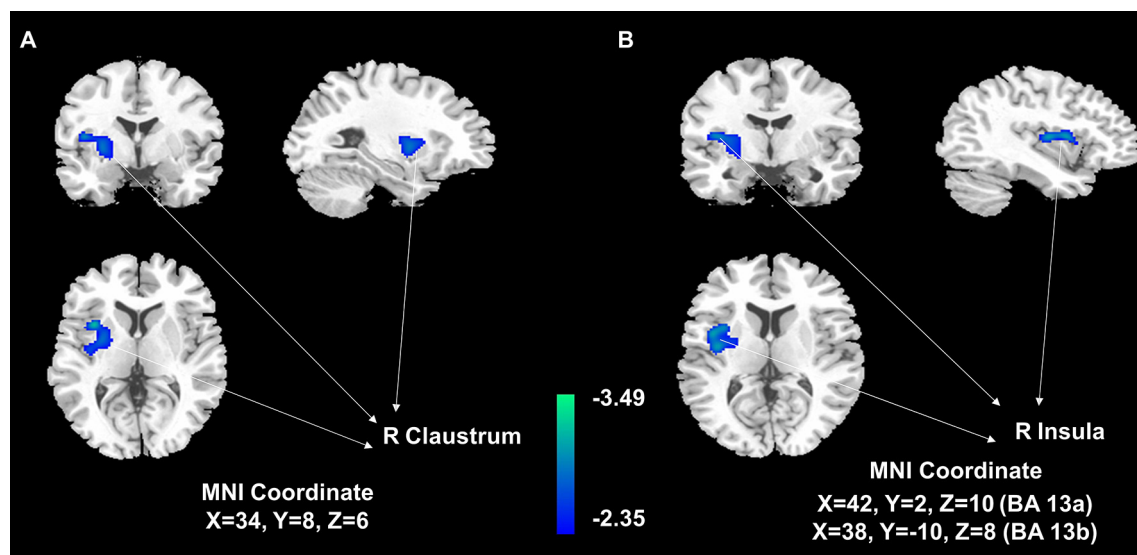 A
B
R Claustrum
MNI Coordinate
X=34, Y=8, Z=6
-3.49
-2.35
R Insula
MNI Coordinate
X=42, Y=2, Z=10 (BA 13a)
X=38, Y=-10, Z=8 (BA 13b)